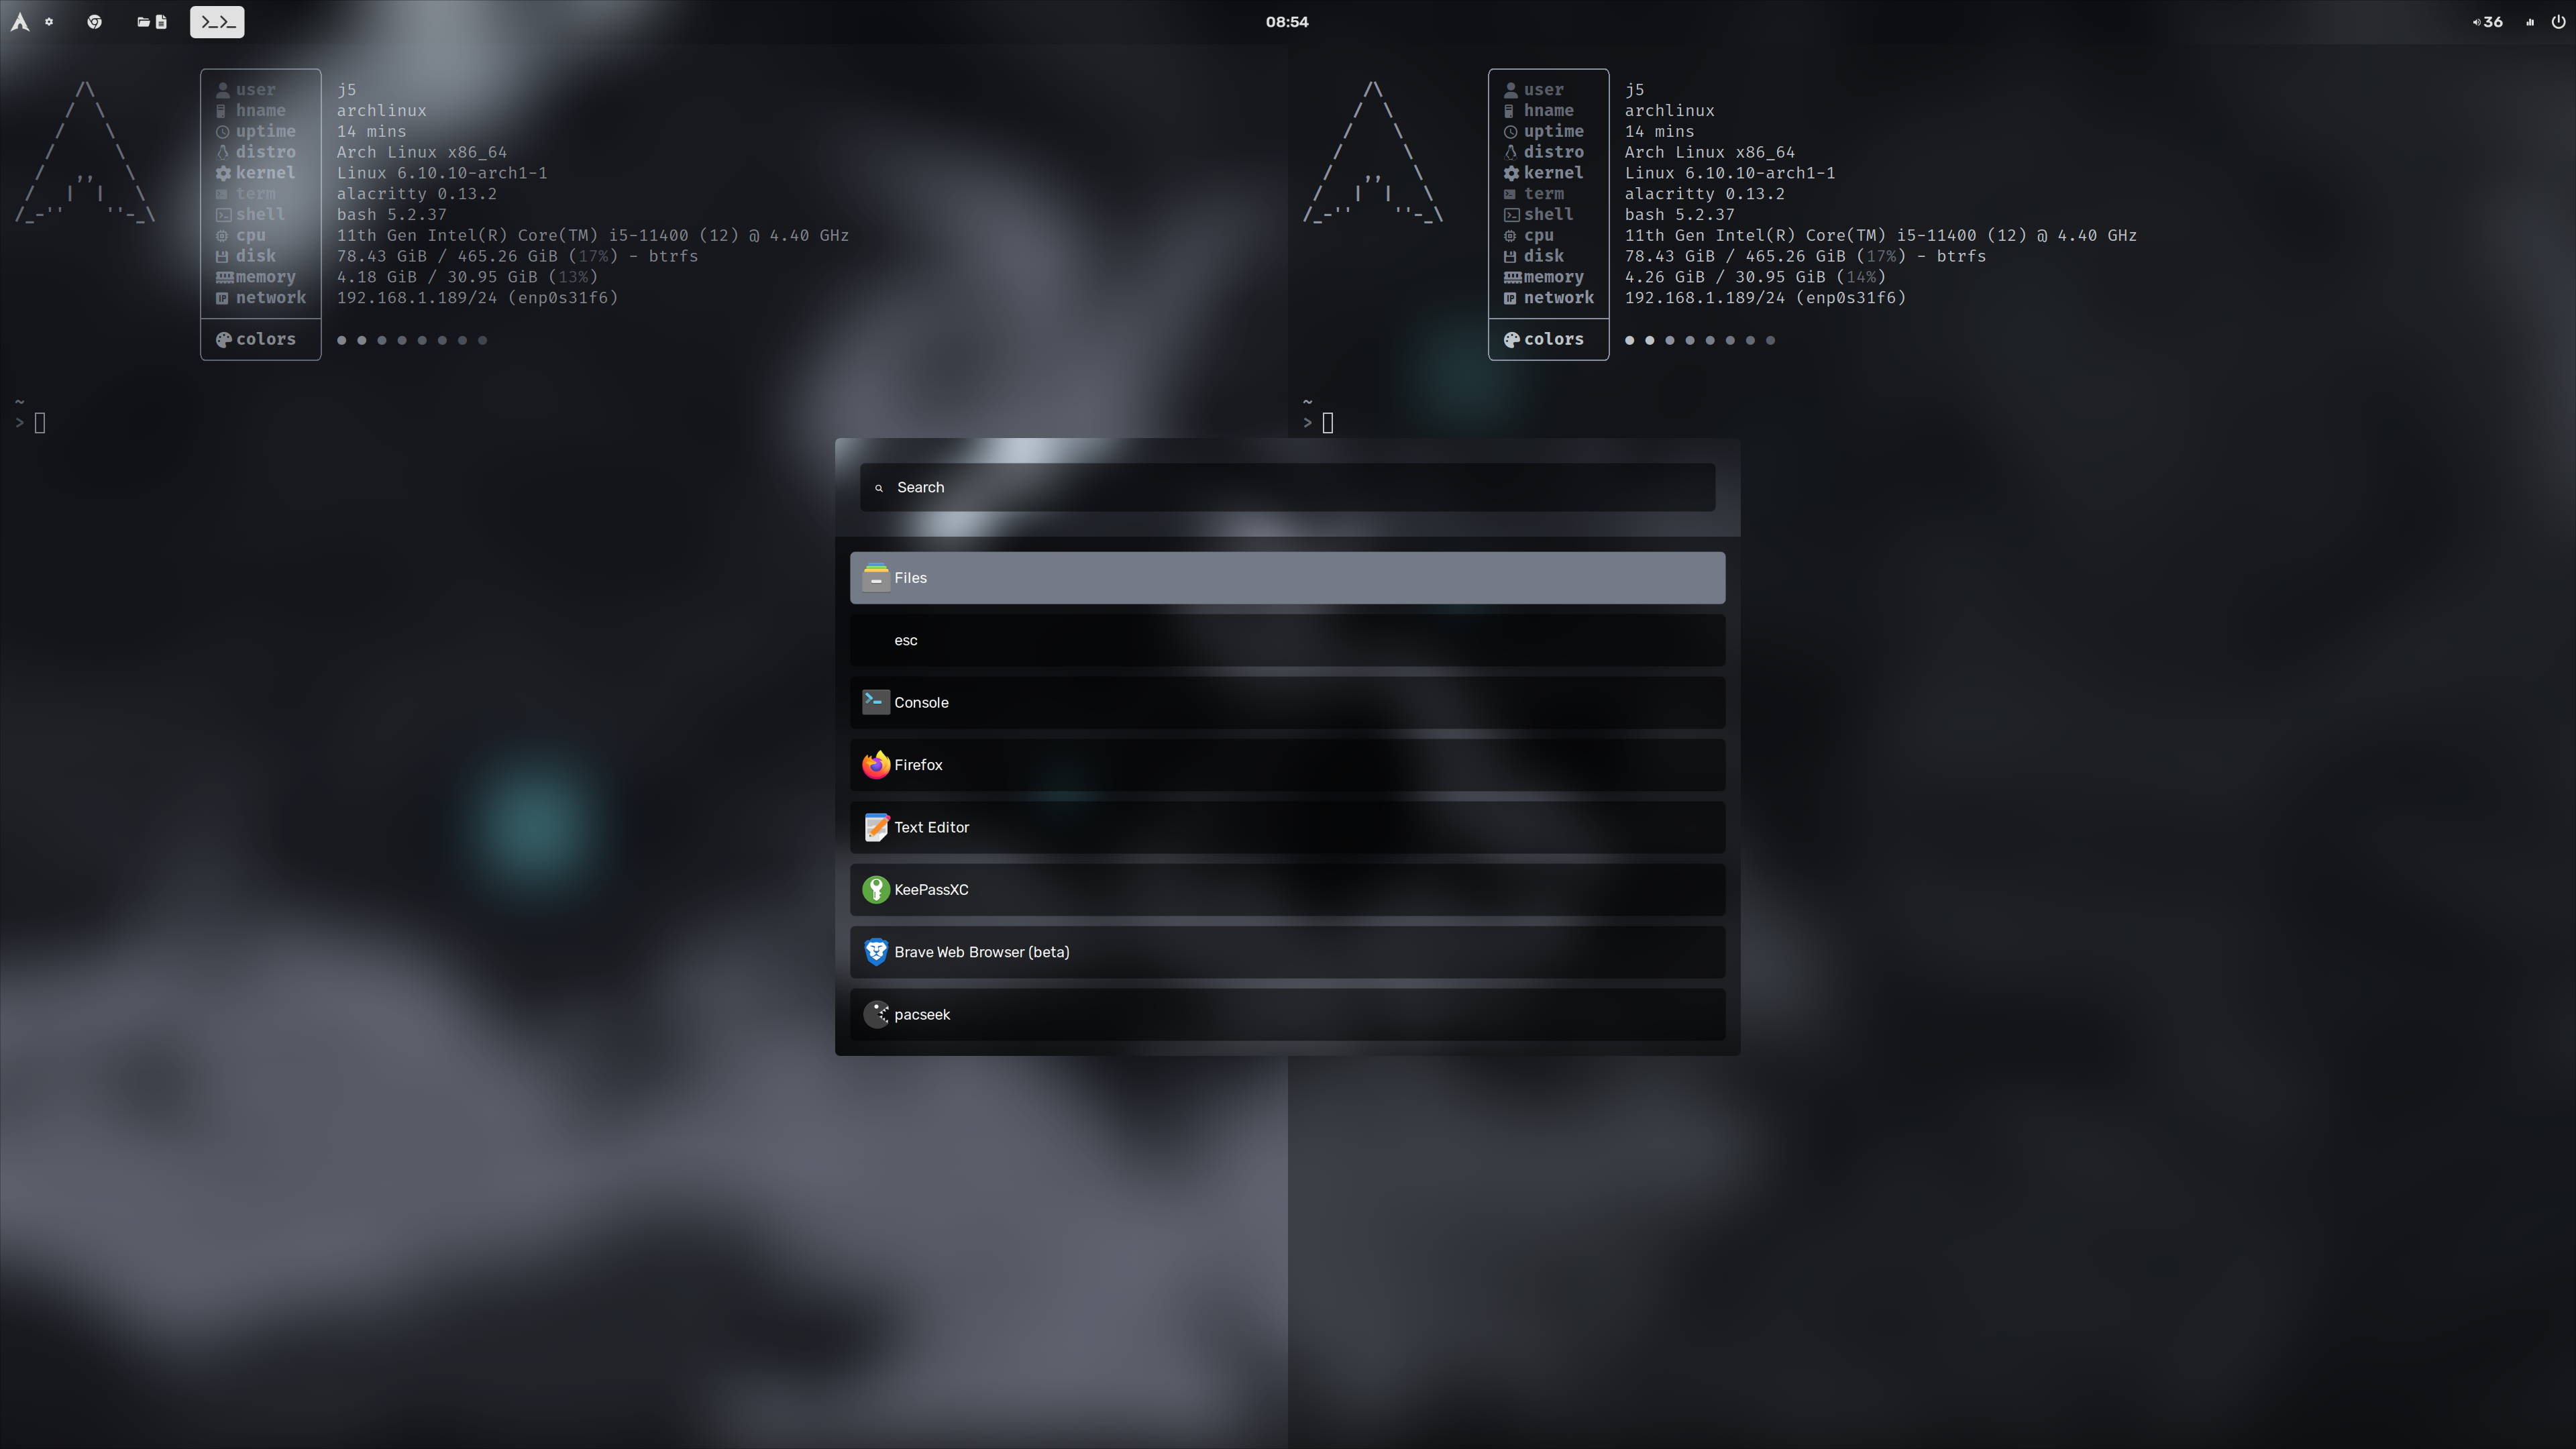 08:54
36
user j5
hname archlinux
uptime 14 mins
distro Arch Linux x86_64
kernel Linux 6.10.10-arch1-1
term alacritty 0.13.2
shell bash 5.2.37
cpu 11th Gen Intel(R) Core(TM) i5-11400 (12) @ 4.40 GHz
disk 78.43 GiB / 465.26 GiB (17%) - btrfs
memory 4.18 GiB / 30.95 GiB (13%)
network 192.168.1.189/24 (enp0s31f6)
colors
~
>
user j5
hname archlinux
uptime 14 mins
distro Arch Linux x86_64
kernel Linux 6.10.10-arch1-1
term alacritty 0.13.2
shell bash 5.2.37
cpu 11th Gen Intel(R) Core(TM) i5-11400 (12) @ 4.40 GHz
disk 78.43 GiB / 465.26 GiB (17%) - btrfs
memory 4.26 GiB / 30.95 GiB (14%)
network 192.168.1.189/24 (enp0s31f6)
colors
~
>
Search
Files
esc
Console
Firefox
Text Editor
KeePassXC
Brave Web Browser (beta)
pacseek